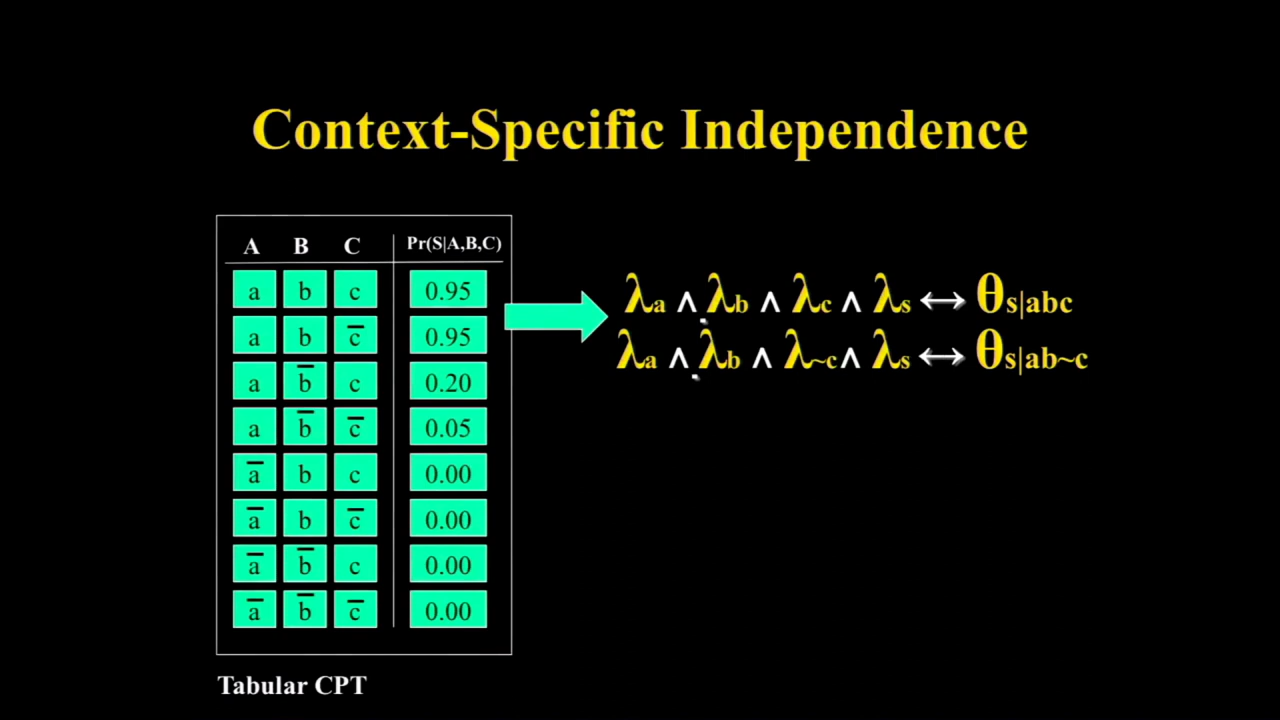 Context-Specific Independence
A B C Pr(S|A,B,C)
a b c 0.95
a b c̅ 0.95
a b̅ c 0.20
a b̅ c̅ 0.05
a̅ b c 0.00
a̅ b c̅ 0.00
a̅ b̅ c 0.00
a̅ b̅ c̅ 0.00
Tabular CPT
λa ∧ λb ∧ λc ∧ λs ↔ θs|abc
λa ∧ λb ∧ λ~c ∧ λs ↔ θs|ab~c